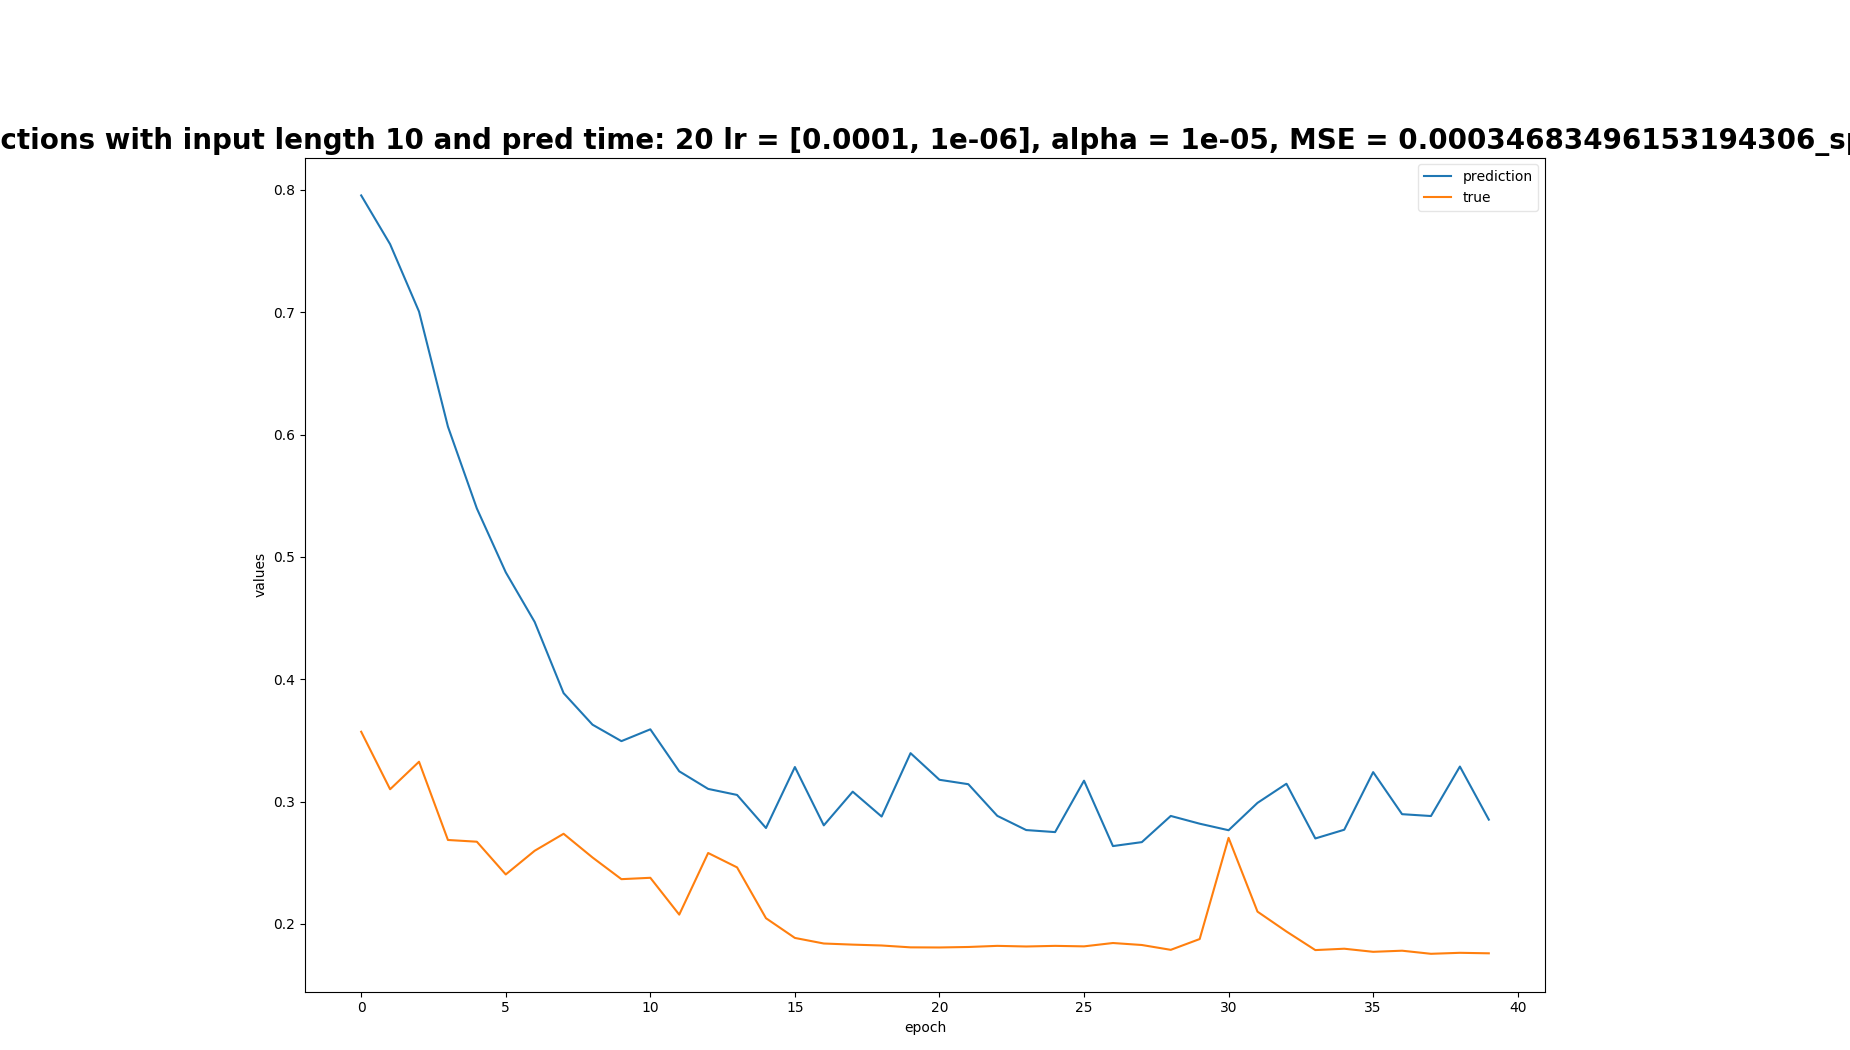 ctions with input length 10 and pred time: 20 lr = [0.0001, 1e-06], alpha = 1e-05, MSE = 0.00034683496153194306_sp
prediction
true
0.8
0.7
0.6
0.5
0.4
0.3
0.2
values
0 5 10 15 20 25 30 35 40
epoch